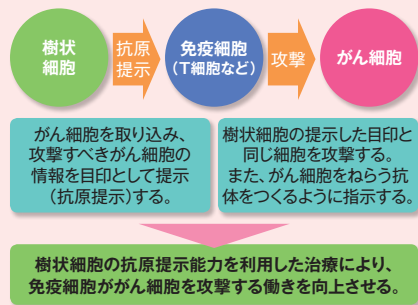 樹状
細胞
抗原
提示
免疫細胞
(T細胞など)
攻撃
がん細胞
がん細胞を取り込み、
攻撃すべきがん細胞の
情報を目印として提示
(抗原提示)する。
樹状細胞の提示した目印と
同じ細胞を攻撃する。
また、がん細胞をねらう抗
体をつくるように指示する。
樹状細胞の抗原提示能力を利用した治療により、
免疫細胞ががん細胞を攻撃する働きを向上させる。